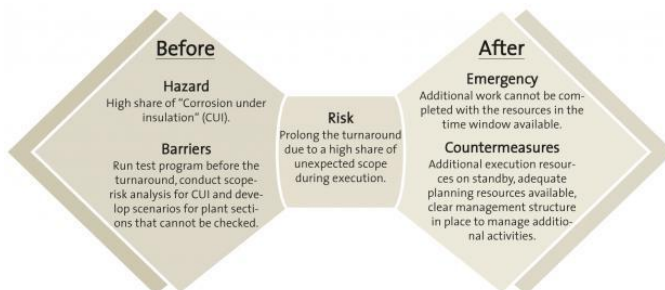 Before
Hazard
High share of "Corrosion under
insulation" (CUI).
Barriers
Run test program before the
turnaround, conduct scope-
risk analysis for CUI and deve-
lop scenarios for plant secti-
ons that cannot be checked.
Risk
Prolong the turnaround
due to a high share of
unexpected scope
during execution.
After
Emergency
Additional work cannot be com-
pleted with the resources in the
time window available.
Countermeasures
Additional execution resour-
ces on standby, adequate
planning resources available,
clear management structure
in place to manage additio-
nal activities.